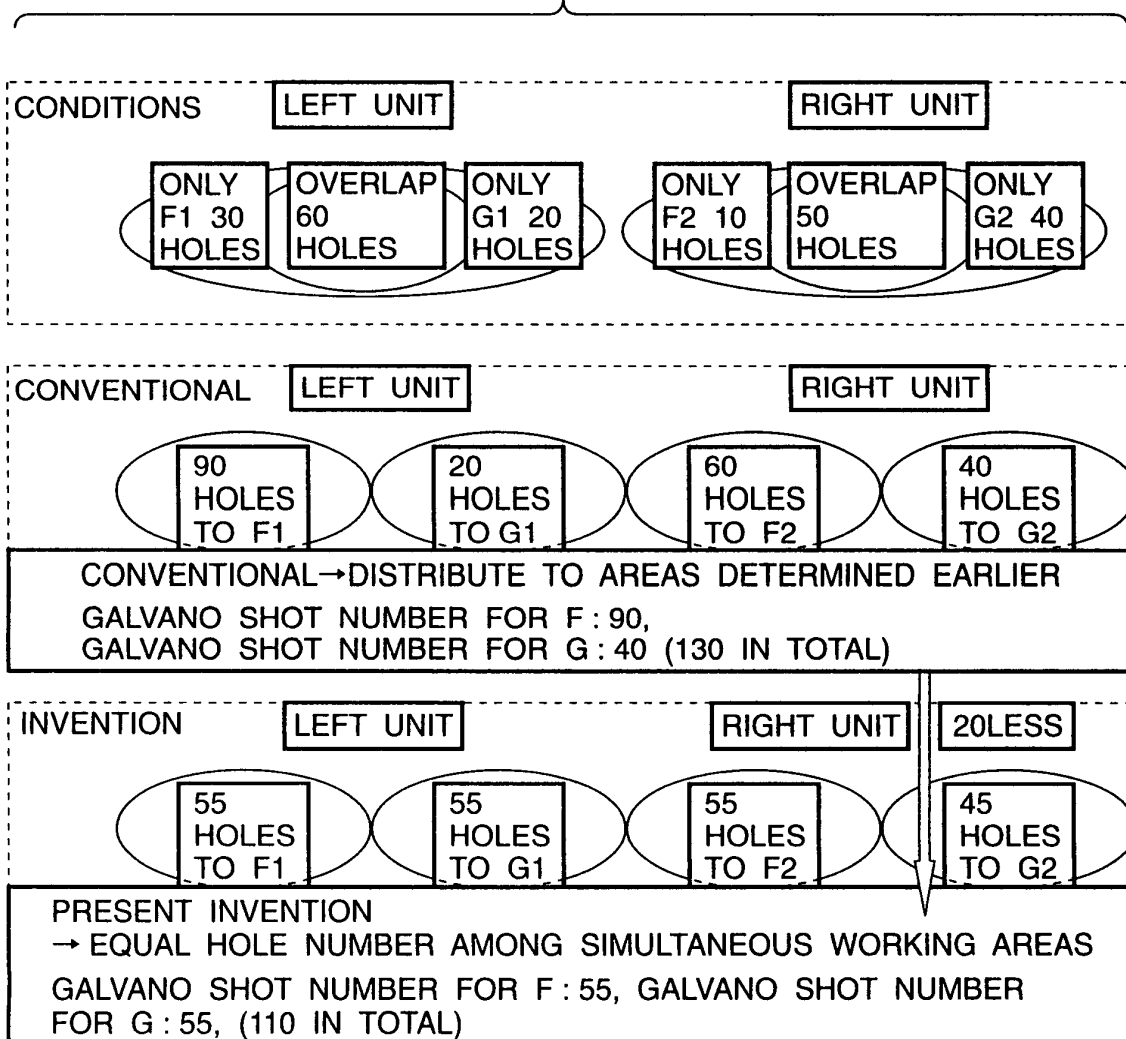 CONDITIONS
LEFT UNIT
RIGHT UNIT
ONLY
F1 30
HOLES
OVERLAP
60
HOLES
ONLY
G1 20
HOLES
ONLY
F2 10
HOLES
OVERLAP
50
HOLES
ONLY
G2 40
HOLES
CONVENTIONAL
LEFT UNIT
RIGHT UNIT
90
HOLES
TO F1
20
HOLES
TO G1
60
HOLES
TO F2
40
HOLES
TO G2
CONVENTIONAL→DISTRIBUTE TO AREAS DETERMINED EARLIER
GALVANO SHOT NUMBER FOR F : 90,
GALVANO SHOT NUMBER FOR G : 40 (130 IN TOTAL)
INVENTION
LEFT UNIT
RIGHT UNIT
20LESS
55
HOLES
TO F1
55
HOLES
TO G1
55
HOLES
TO F2
45
HOLES
TO G2
PRESENT INVENTION
→ EQUAL HOLE NUMBER AMONG SIMULTANEOUS WORKING AREAS
GALVANO SHOT NUMBER FOR F : 55, GALVANO SHOT NUMBER
FOR G : 55, (110 IN TOTAL)